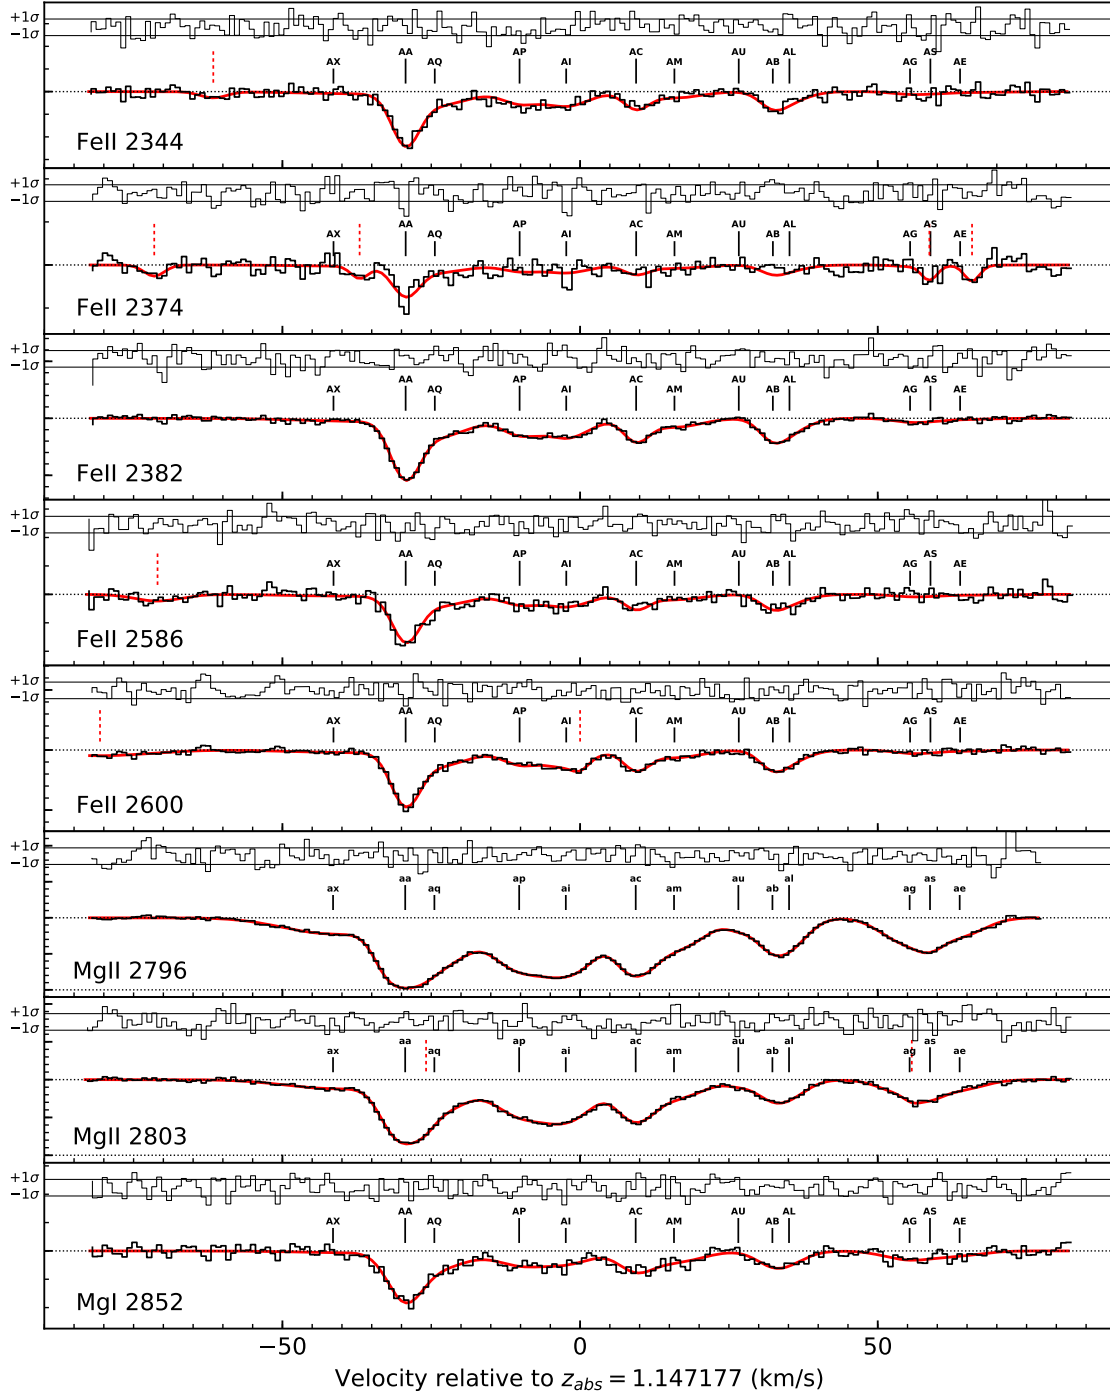 +1σ
−1σ
AX AA AQ AP AI AC AM AU AB AL AG AS AE
FeII 2344
+1σ
−1σ
AX AA AQ AP AI AC AM AU AB AL AG AS AE
FeII 2374
+1σ
−1σ
AX AA AQ AP AI AC AM AU AB AL AG AS AE
FeII 2382
+1σ
−1σ
AX AA AQ AP AI AC AM AU AB AL AG AS AE
FeII 2586
+1σ
−1σ
AX AA AQ AP AI AC AM AU AB AL AG AS AE
FeII 2600
+1σ
−1σ
ax aa aq ap ai ac am au ab al ag as ae
MgII 2796
+1σ
−1σ
ax aa aq ap ai ac am au ab al ag as ae
MgII 2803
+1σ
−1σ
AX AA AQ AP AI AC AM AU AB AL AG AS AE
MgI 2852
−50 0 50
Velocity relative to z_abs = 1.147177 (km/s)